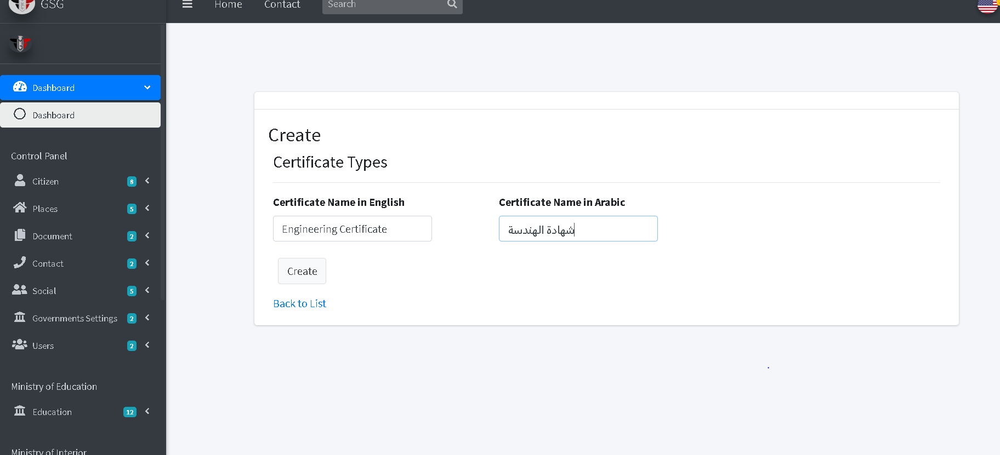 GSG
Home
Contact
Search
Dashboard
Dashboard
Control Panel
Citizen 8
Places 5
Document 2
Contact 2
Social 5
Governments Settings 2
Users 2
Ministry of Education
Education 12
Ministry of Interior
Create
Certificate Types
Certificate Name in English
Certificate Name in Arabic
Engineering Certificate
شهادة الهندسة
Create
Back to List